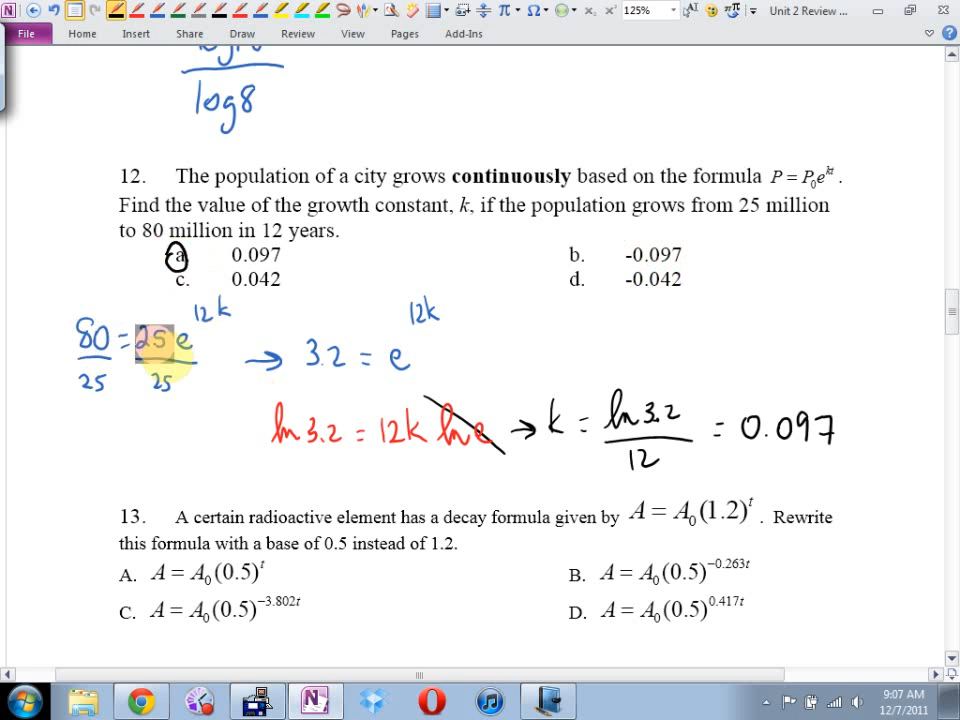 125%
Unit 2 Review ...
File Home Insert Share Draw Review View Pages Add-Ins
log8
12. The population of a city grows continuously based on the formula P = P₀e^kt .
Find the value of the growth constant, k, if the population grows from 25 million
to 80 million in 12 years.
a. 0.097 b. -0.097
c. 0.042 d. -0.042
80/25 = 25e^12k/25 → 3.2 = e^12k
ln 3.2 = 12k ln e → k = ln 3.2/12 = 0.097
13. A certain radioactive element has a decay formula given by A = A₀(1.2)^t . Rewrite
this formula with a base of 0.5 instead of 1.2.
A. A = A₀(0.5)^t B. A = A₀(0.5)^−0.263t
C. A = A₀(0.5)^−3.802t D. A = A₀(0.5)^0.417t
9:07 AM
12/7/2011